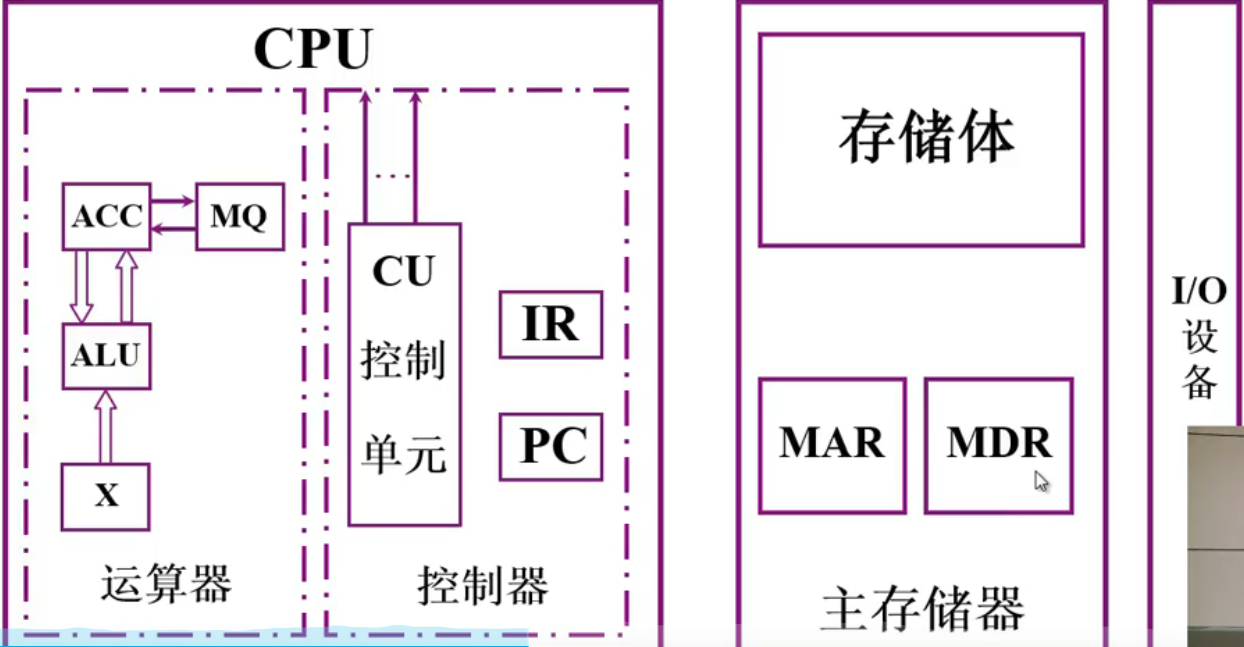 CPU
ACC
MQ
ALU
X
运算器
...
CU
控制
单元
IR
PC
控制器
存储体
MAR
MDR
主存储器
I/O
设
备